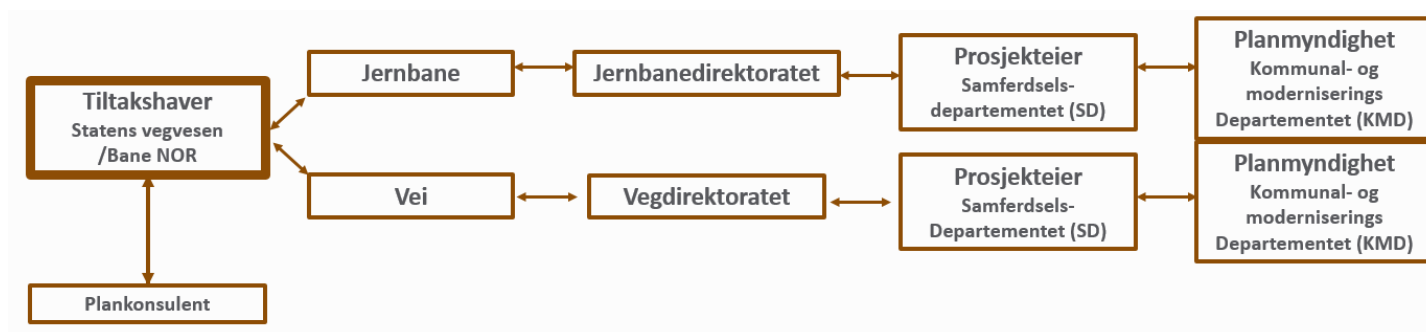 Tiltakshaver
Statens vegvesen
/Bane NOR
Plankonsulent
Jernbane
Jernbanedirektoratet
Prosjekteier
Samferdsels-
departementet (SD)
Planmyndighet
Kommunal- og
moderniserings
Departementet (KMD)
Vei
Vegdirektoratet
Prosjekteier
Samferdsels-
Departementet (SD)
Planmyndighet
Kommunal- og
moderniserings
Departementet (KMD)